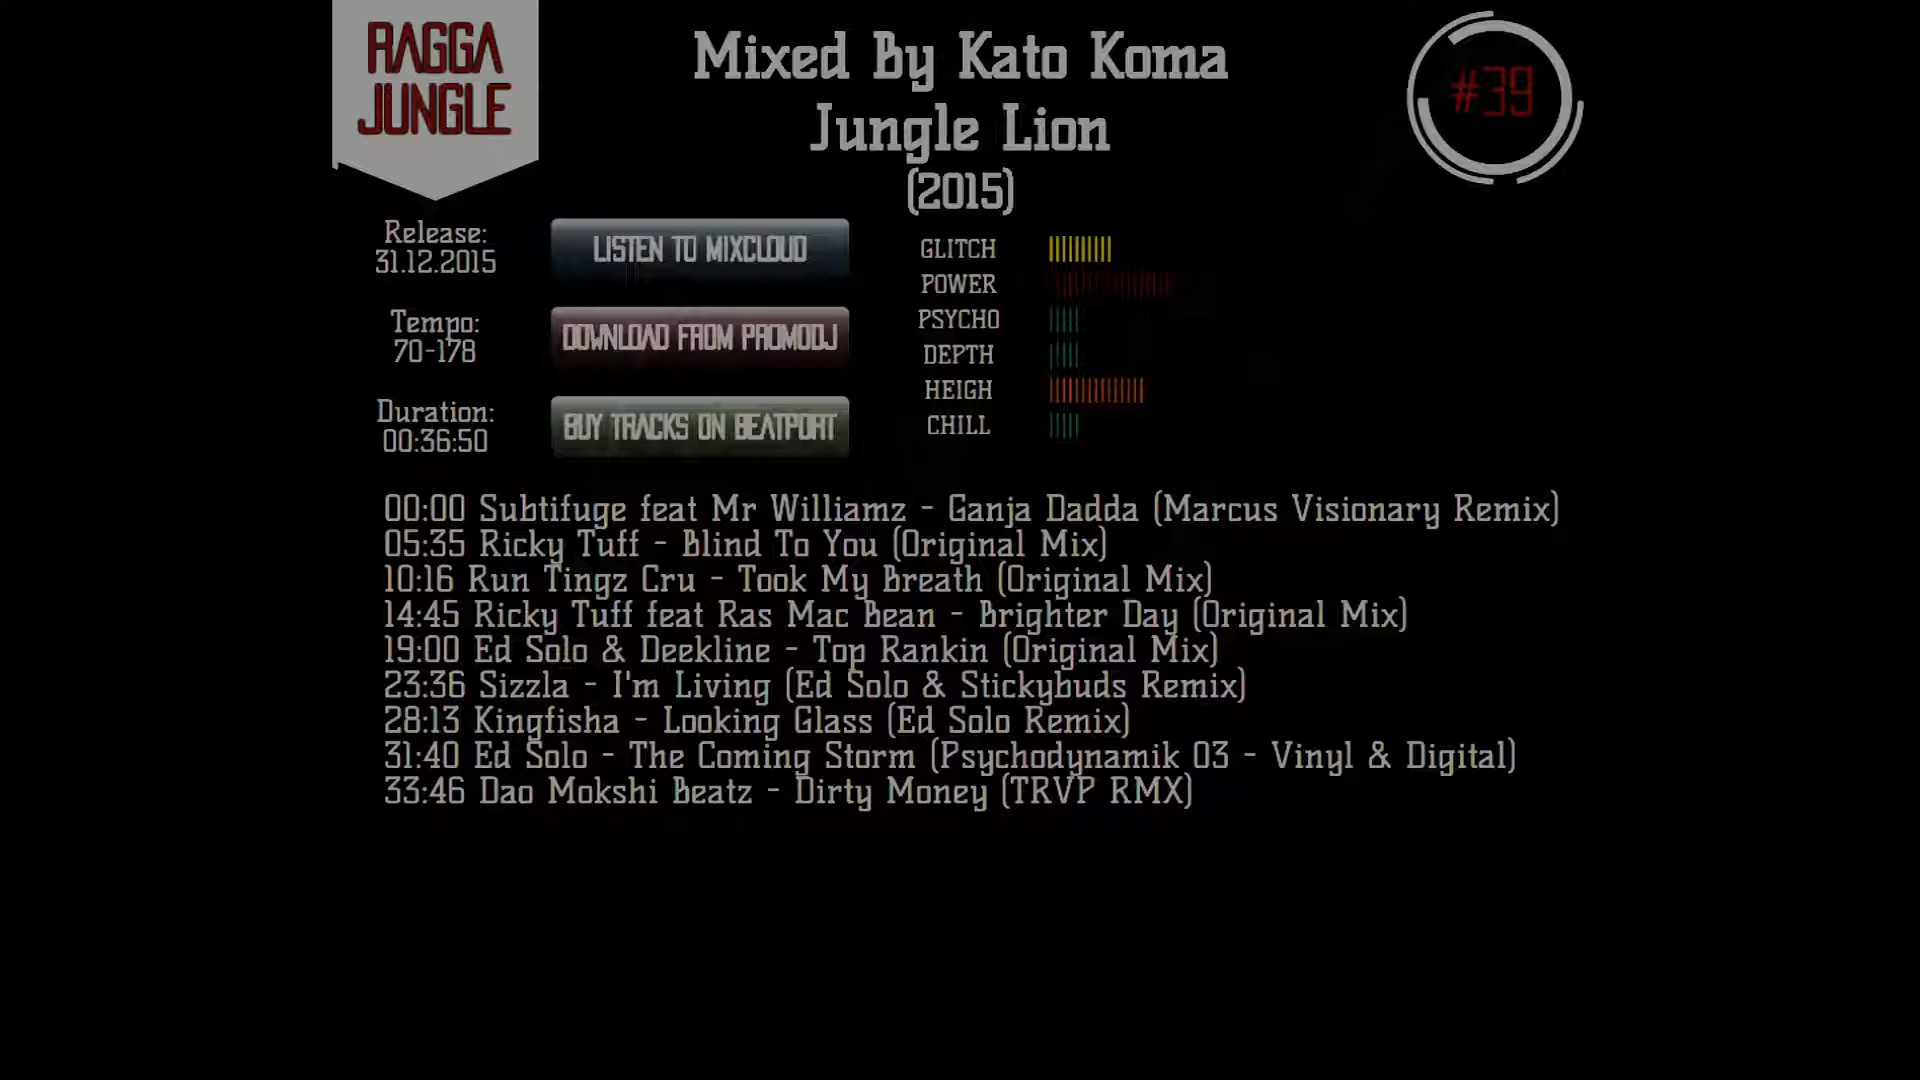 RAGGA
JUNGLE
Mixed By Kato Koma
Jungle Lion
(2015)
#39
Release:
31.12.2015
Tempo:
70-178
Duration:
00:36:50
LISTEN TO MIXCLOUD
DOWNLOAD FROM PROMODJ
BUY TRACKS ON BEATPORT
GLITCH
POWER
PSYCHO
DEPTH
HEIGH
CHILL
00:00 Subtifuge feat Mr Williamz - Ganja Dadda (Marcus Visionary Remix)
05:35 Ricky Tuff - Blind To You (Original Mix)
10:16 Run Tingz Cru - Took My Breath (Original Mix)
14:45 Ricky Tuff feat Ras Mac Bean - Brighter Day (Original Mix)
19:00 Ed Solo & Deekline - Top Rankin (Original Mix)
23:36 Sizzla - I'm Living (Ed Solo & Stickybuds Remix)
28:13 Kingfisha - Looking Glass (Ed Solo Remix)
31:40 Ed Solo - The Coming Storm (Psychodynamik 03 - Vinyl & Digital)
33:46 Dao Mokshi Beatz - Dirty Money (TRVP RMX)